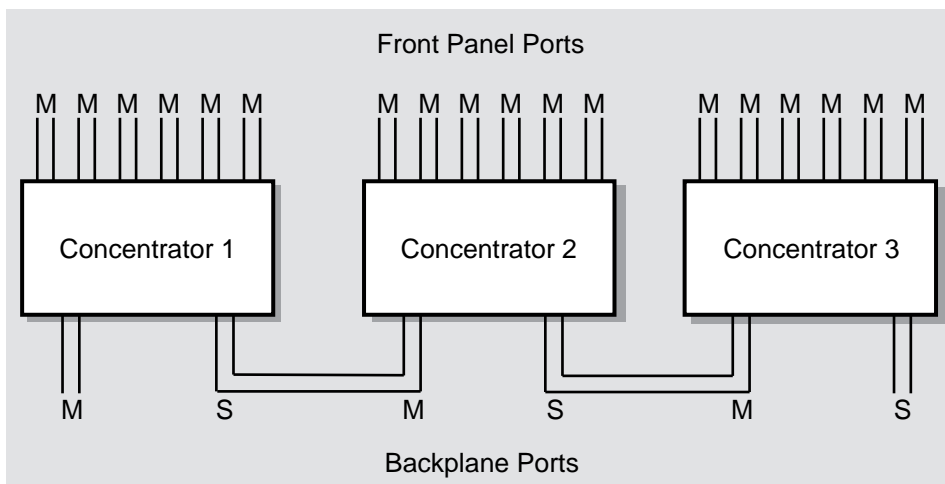 Front Panel Ports
M M M M M M M M M M M M M M M M M M
Concentrator 1 Concentrator 2 Concentrator 3
M S M S M S
Backplane Ports